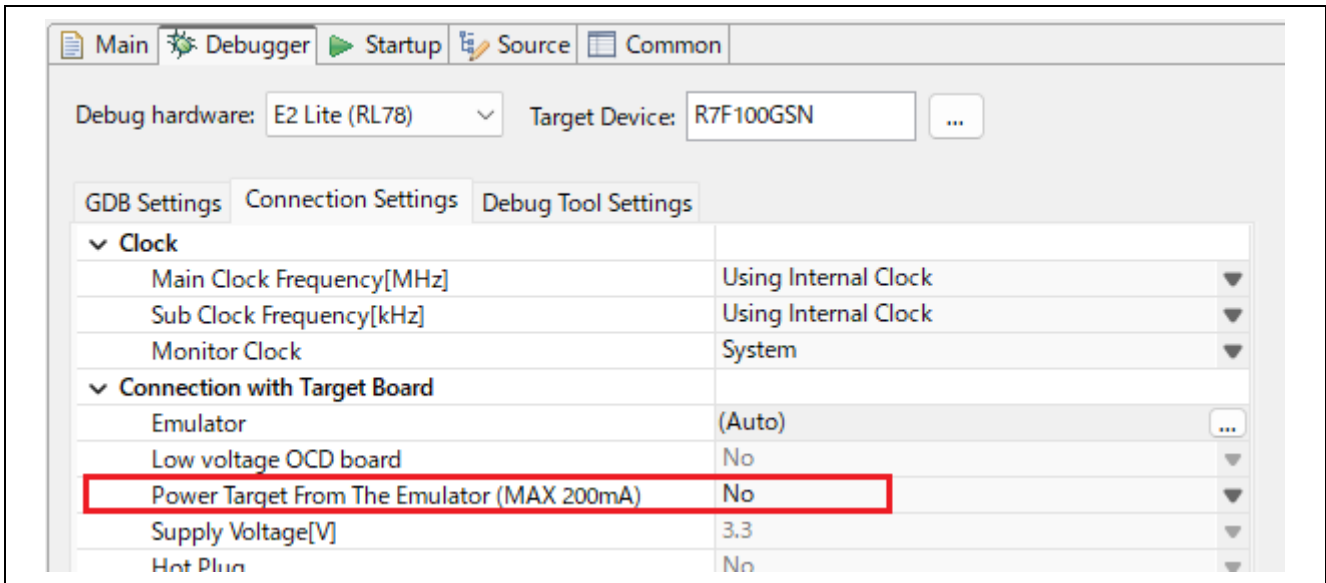 Main Debugger Startup Source Common
Debug hardware: E2 Lite (RL78) Target Device: R7F100GSN ...
GDB Settings Connection Settings Debug Tool Settings
Clock
Main Clock Frequency[MHz] Using Internal Clock
Sub Clock Frequency[kHz] Using Internal Clock
Monitor Clock System
Connection with Target Board
Emulator (Auto) ...
Low voltage OCD board No
Power Target From The Emulator (MAX 200mA) No
Supply Voltage[V] 3.3
Hot Plug No